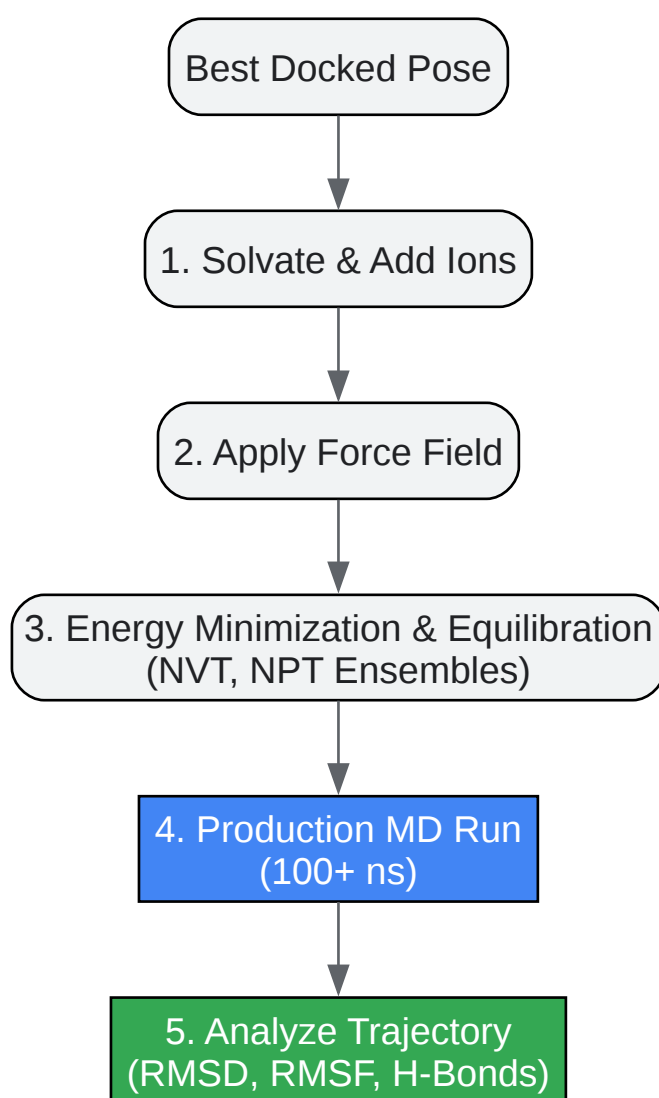 Best Docked Pose
1. Solvate & Add Ions
2. Apply Force Field
3. Energy Minimization & Equilibration
(NVT, NPT Ensembles)
4. Production MD Run
(100+ ns)
5. Analyze Trajectory
(RMSD, RMSF, H-Bonds)